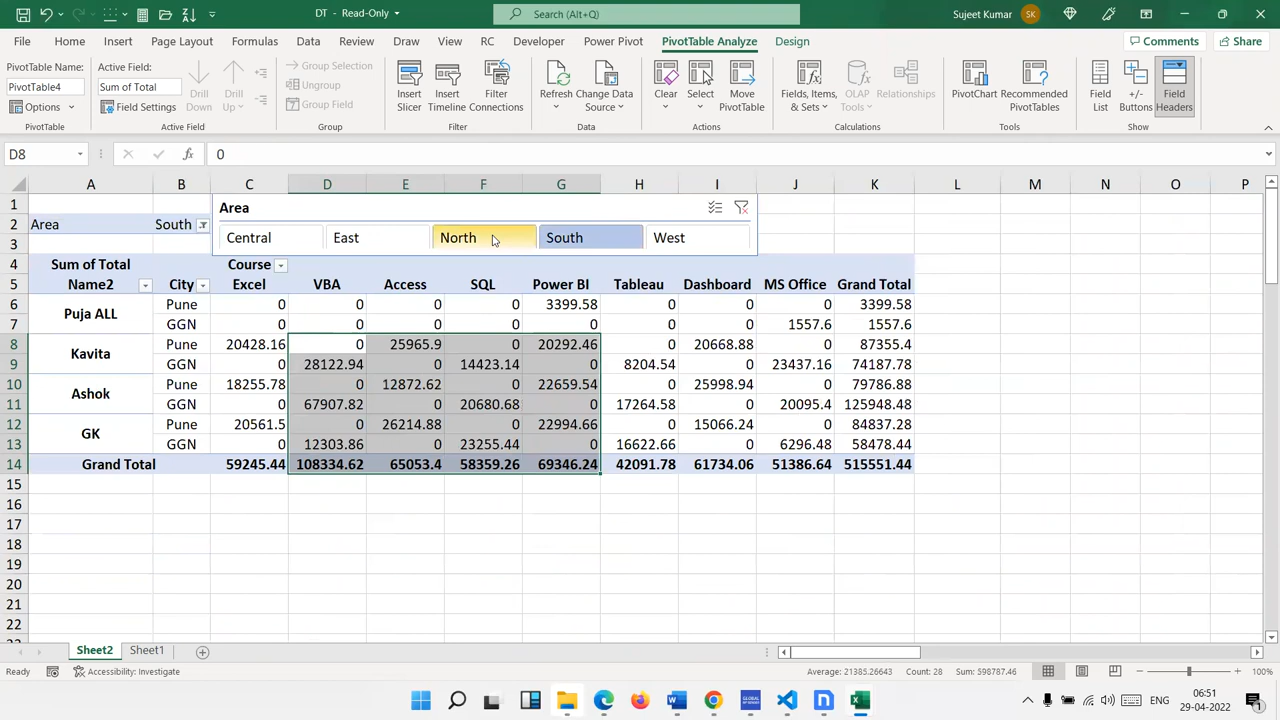 DT - Read-Only
Search (Alt+Q)
Sujeet Kumar SK
File Home Insert Page Layout Formulas Data Review Draw View RC Developer Power Pivot PivotTable Analyze Design Comments Share
PivotTable Name: Active Field: Group Selection
PivotTable4 Sum of Total Ungroup
Options Field Settings Group Field
Drill Down Drill Up
Insert Slicer Insert Timeline Filter Connections
Refresh Change Data Source
Clear Select Move PivotTable
Fields, Items, & Sets OLAP Tools Relationships
PivotChart Recommended PivotTables
Field List +/- Buttons Field Headers
PivotTable Active Field Group Filter Data Actions Calculations Tools Show
D8 fx 0
A B C D E F G H I J K L M N O P
1 Area
2 Area South
Central East North South West
3
4 Sum of Total Course
5 Name2 City Excel VBA Access SQL Power BI Tableau Dashboard MS Office Grand Total
6 Puja ALL Pune 0 0 0 0 3399.58 0 0 0 3399.58
7 GGN 0 0 0 0 0 0 0 1557.6 1557.6
8 Kavita Pune 20428.16 0 25965.9 0 20292.46 0 20668.88 0 87355.4
9 GGN 0 28122.94 0 14423.14 0 8204.54 0 23437.16 74187.78
10 Ashok Pune 18255.78 0 12872.62 0 22659.54 0 25998.94 0 79786.88
11 GGN 0 67907.82 0 20680.68 0 17264.58 0 20095.4 125948.48
12 GK Pune 20561.5 0 26214.88 0 22994.66 0 15066.24 0 84837.28
13 GGN 0 12303.86 0 23255.44 0 16622.66 0 6296.48 58478.44
14 Grand Total 59245.44 108334.62 65053.4 58359.26 69346.24 42091.78 61734.06 51386.64 515551.44
15
16
17
18
19
20
21
22
Sheet2 Sheet1
Ready Accessibility: Investigate Average: 21385.26643 Count: 28 Sum: 598787.46 100%
ENG 06:51
29-04-2022